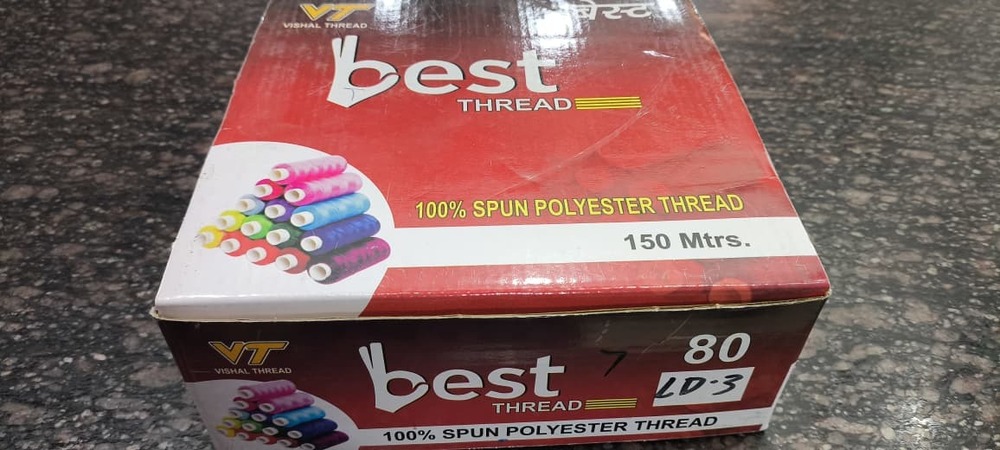 VT
VISHAL THREAD
बेस्ट
best
THREAD
100% SPUN POLYESTER THREAD
150 Mtrs.
VT
VISHAL THREAD
best
THREAD
7
80
LD-3
100% SPUN POLYESTER THREAD